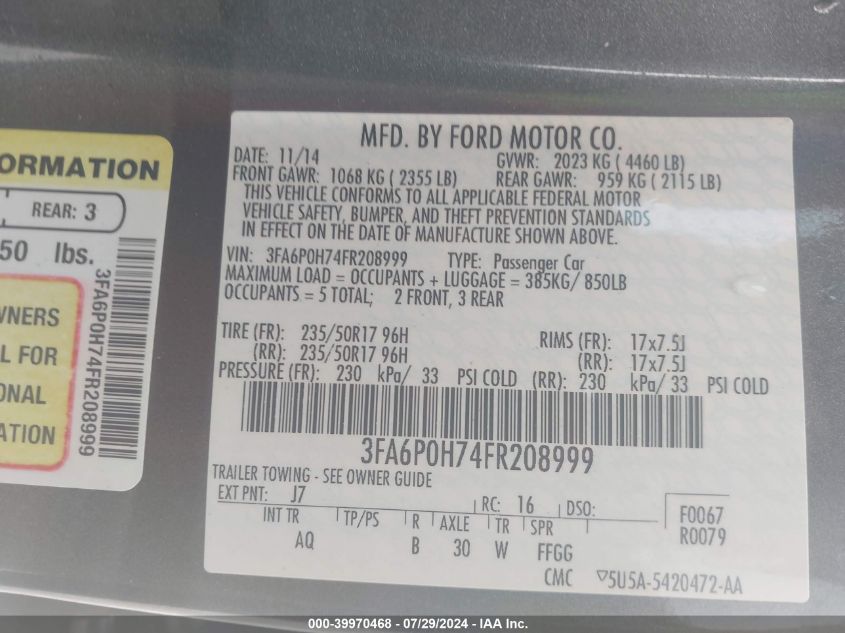 ORMATION
REAR: 3
50 lbs.
3FA6P0H74FR208999
WNERS
L FOR
ONAL
ATION
MFD. BY FORD MOTOR CO.
DATE: 11/14 GVWR: 2023 KG ( 4460 LB)
FRONT GAWR: 1068 KG ( 2355 LB) REAR GAWR: 959 KG ( 2115 LB)
THIS VEHICLE CONFORMS TO ALL APPLICABLE FEDERAL MOTOR
VEHICLE SAFETY, BUMPER, AND THEFT PREVENTION STANDARDS
IN EFFECT ON THE DATE OF MANUFACTURE SHOWN ABOVE.
VIN: 3FA6P0H74FR208999 TYPE: Passenger Car
MAXIMUM LOAD = OCCUPANTS + LUGGAGE = 385KG/ 850LB
OCCUPANTS = 5 TOTAL; 2 FRONT, 3 REAR
TIRE (FR): 235/50R17 96H RIMS (FR): 17x7.5J
(RR): 235/50R17 96H (RR): 17x7.5J
PRESSURE (FR): 230 kPa/ 33 PSI COLD (RR): 230 kPa/ 33 PSI COLD
3FA6P0H74FR208999
TRAILER TOWING - SEE OWNER GUIDE
EXT PNT: J7 RC: 16 DSO: F0067
INT TR TP/PS R AXLE TR SPR R0079
AQ B 30 W FFGG
CMC 5U5A-5420472-AA
000-39970468 - 07/29/2024 - IAA Inc.